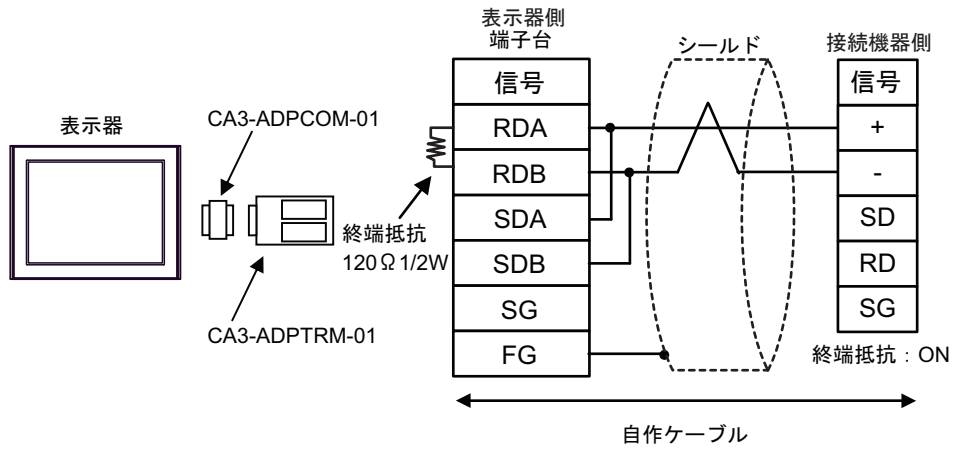 表示器
CA3-ADPCOM-01
CA3-ADPTRM-01
終端抵抗
120Ω 1/2W
表示器側
端子台
信号
RDA
RDB
SDA
SDB
SG
FG
シールド
接続機器側
信号
+
-
SD
RD
SG
終端抵抗：ON
自作ケーブル